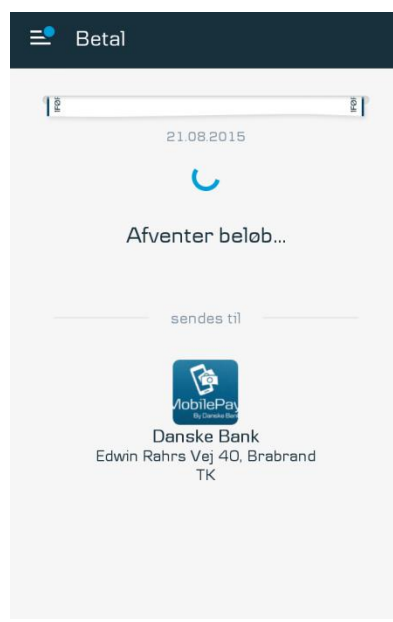 Betal
21.08.2015
Afventer beløb...
sendes til
MobilePay
By Danske Bank
Danske Bank
Edwin Rahrs Vej 40, Brabrand
TK